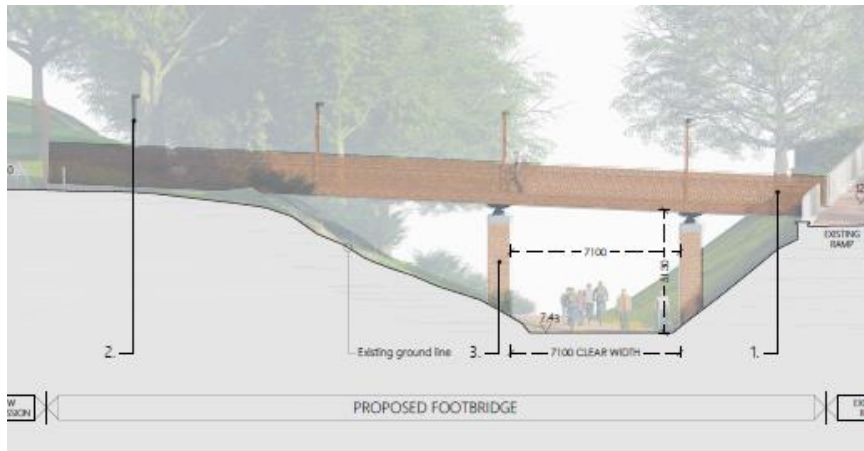 7100
7.43
2.
Existing ground line
3.
7100 CLEAR WIDTH
1.
EXISTING
RAMP
PROPOSED FOOTBRIDGE